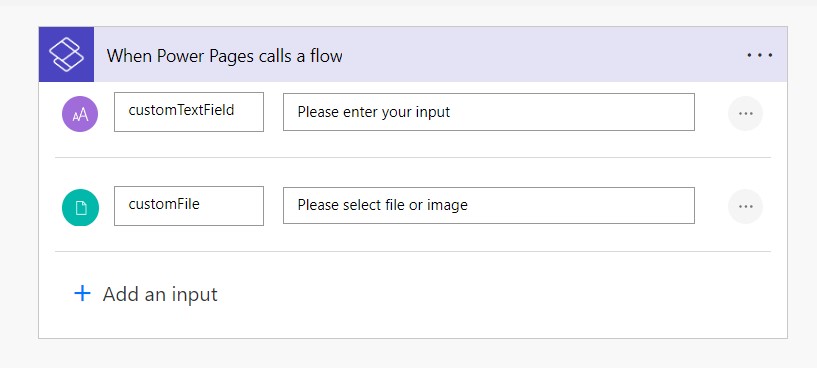 When Power Pages calls a flow
AA customTextField Please enter your input
customFile Please select file or image
+ Add an input